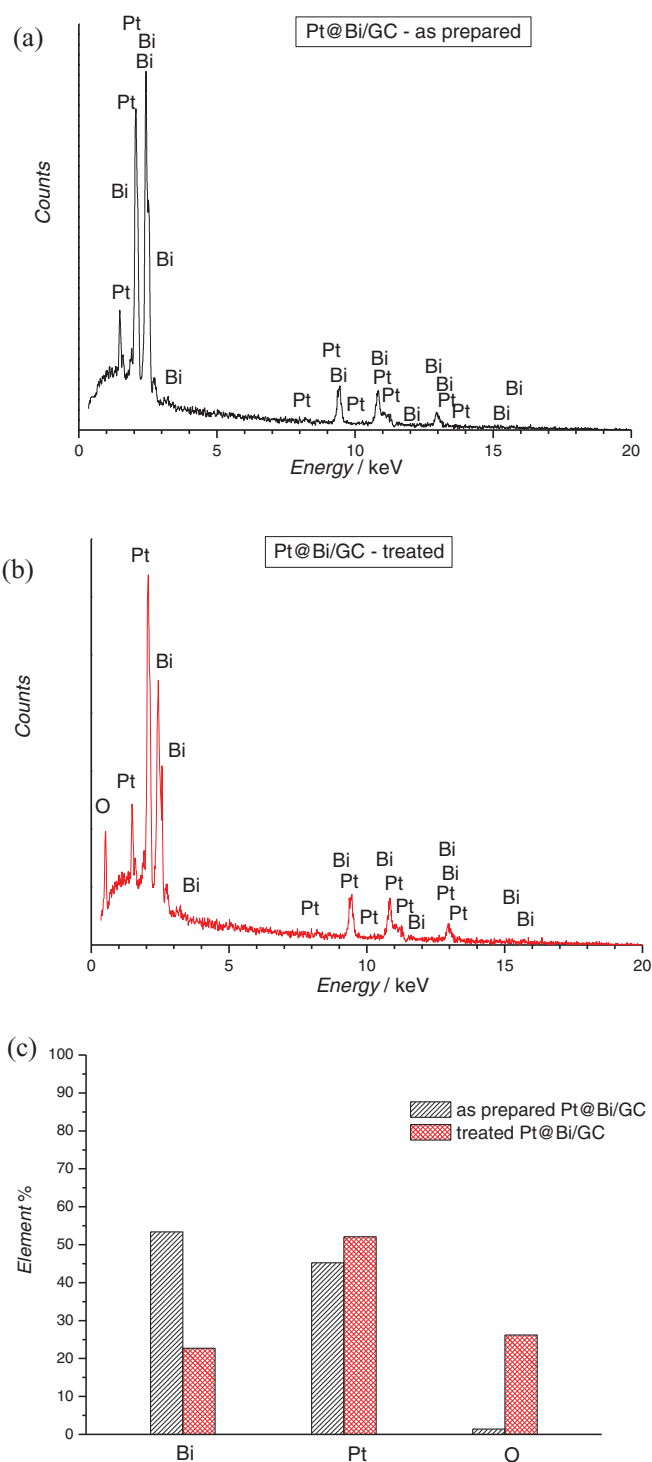 (a)
Pt@Bi/GC - as prepared
Pt
Bi
Bi
Pt
Bi
Bi
Pt
Bi
Pt
Bi
Pt
Pt
Bi
Pt
Pt
Bi
Bi
Bi
Pt
Pt
Bi
Bi
Counts
0 5 10 15 20
Energy / keV
(b)
Pt@Bi/GC - treated
Pt
Bi
Bi
Pt
O
Bi
Pt
Bi
Pt
Pt
Bi
Pt
Pt
Bi
Bi
Bi
Pt
Pt
Bi
Bi
Counts
0 5 10 15 20
Energy / keV
(c)
100
90
80
70
60
50
40
30
20
10
0
Element %
as prepared Pt@Bi/GC
treated Pt@Bi/GC
Bi Pt O